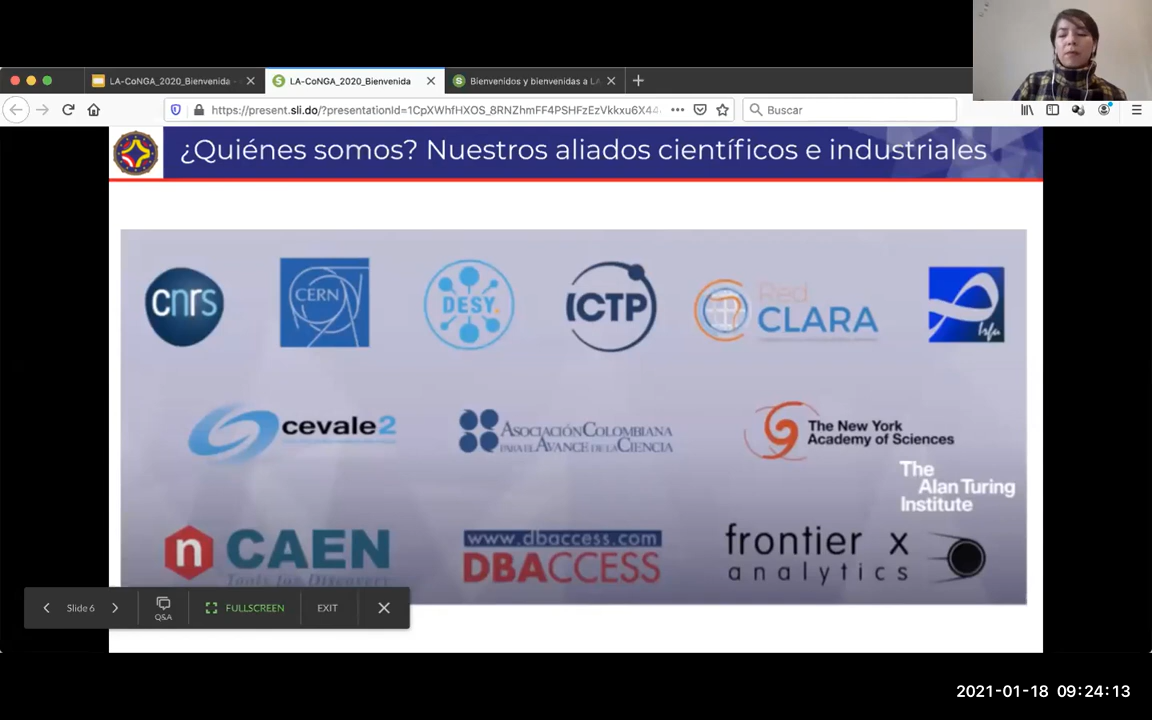 LA-CoNGA_2020_Bienvenida -
LA-CoNGA_2020_Bienvenida
Bienvenidos y bienvenidas a LA
https://present.sli.do/?presentationId=1CpXWhfHXOS_8RNZhmFF4PSHFzEzVkkxu6X44
Buscar
¿Quiénes somos? Nuestros aliados científicos e industriales
cnrs
CERN
DESY.
ICTP
Red
CLARA
Irfu
cevale2
ASOCIACIÓN COLOMBIANA
PARA EL AVANCE DE LA CIENCIA
The New York
Academy of Sciences
The
Alan Turing
Institute
n CAEN
Tools for Discovery
www.dbaccess.com
DBACCESS
frontier x
analytics
Slide 6
Q&A
FULLSCREEN
EXIT
2021-01-18 09:24:13